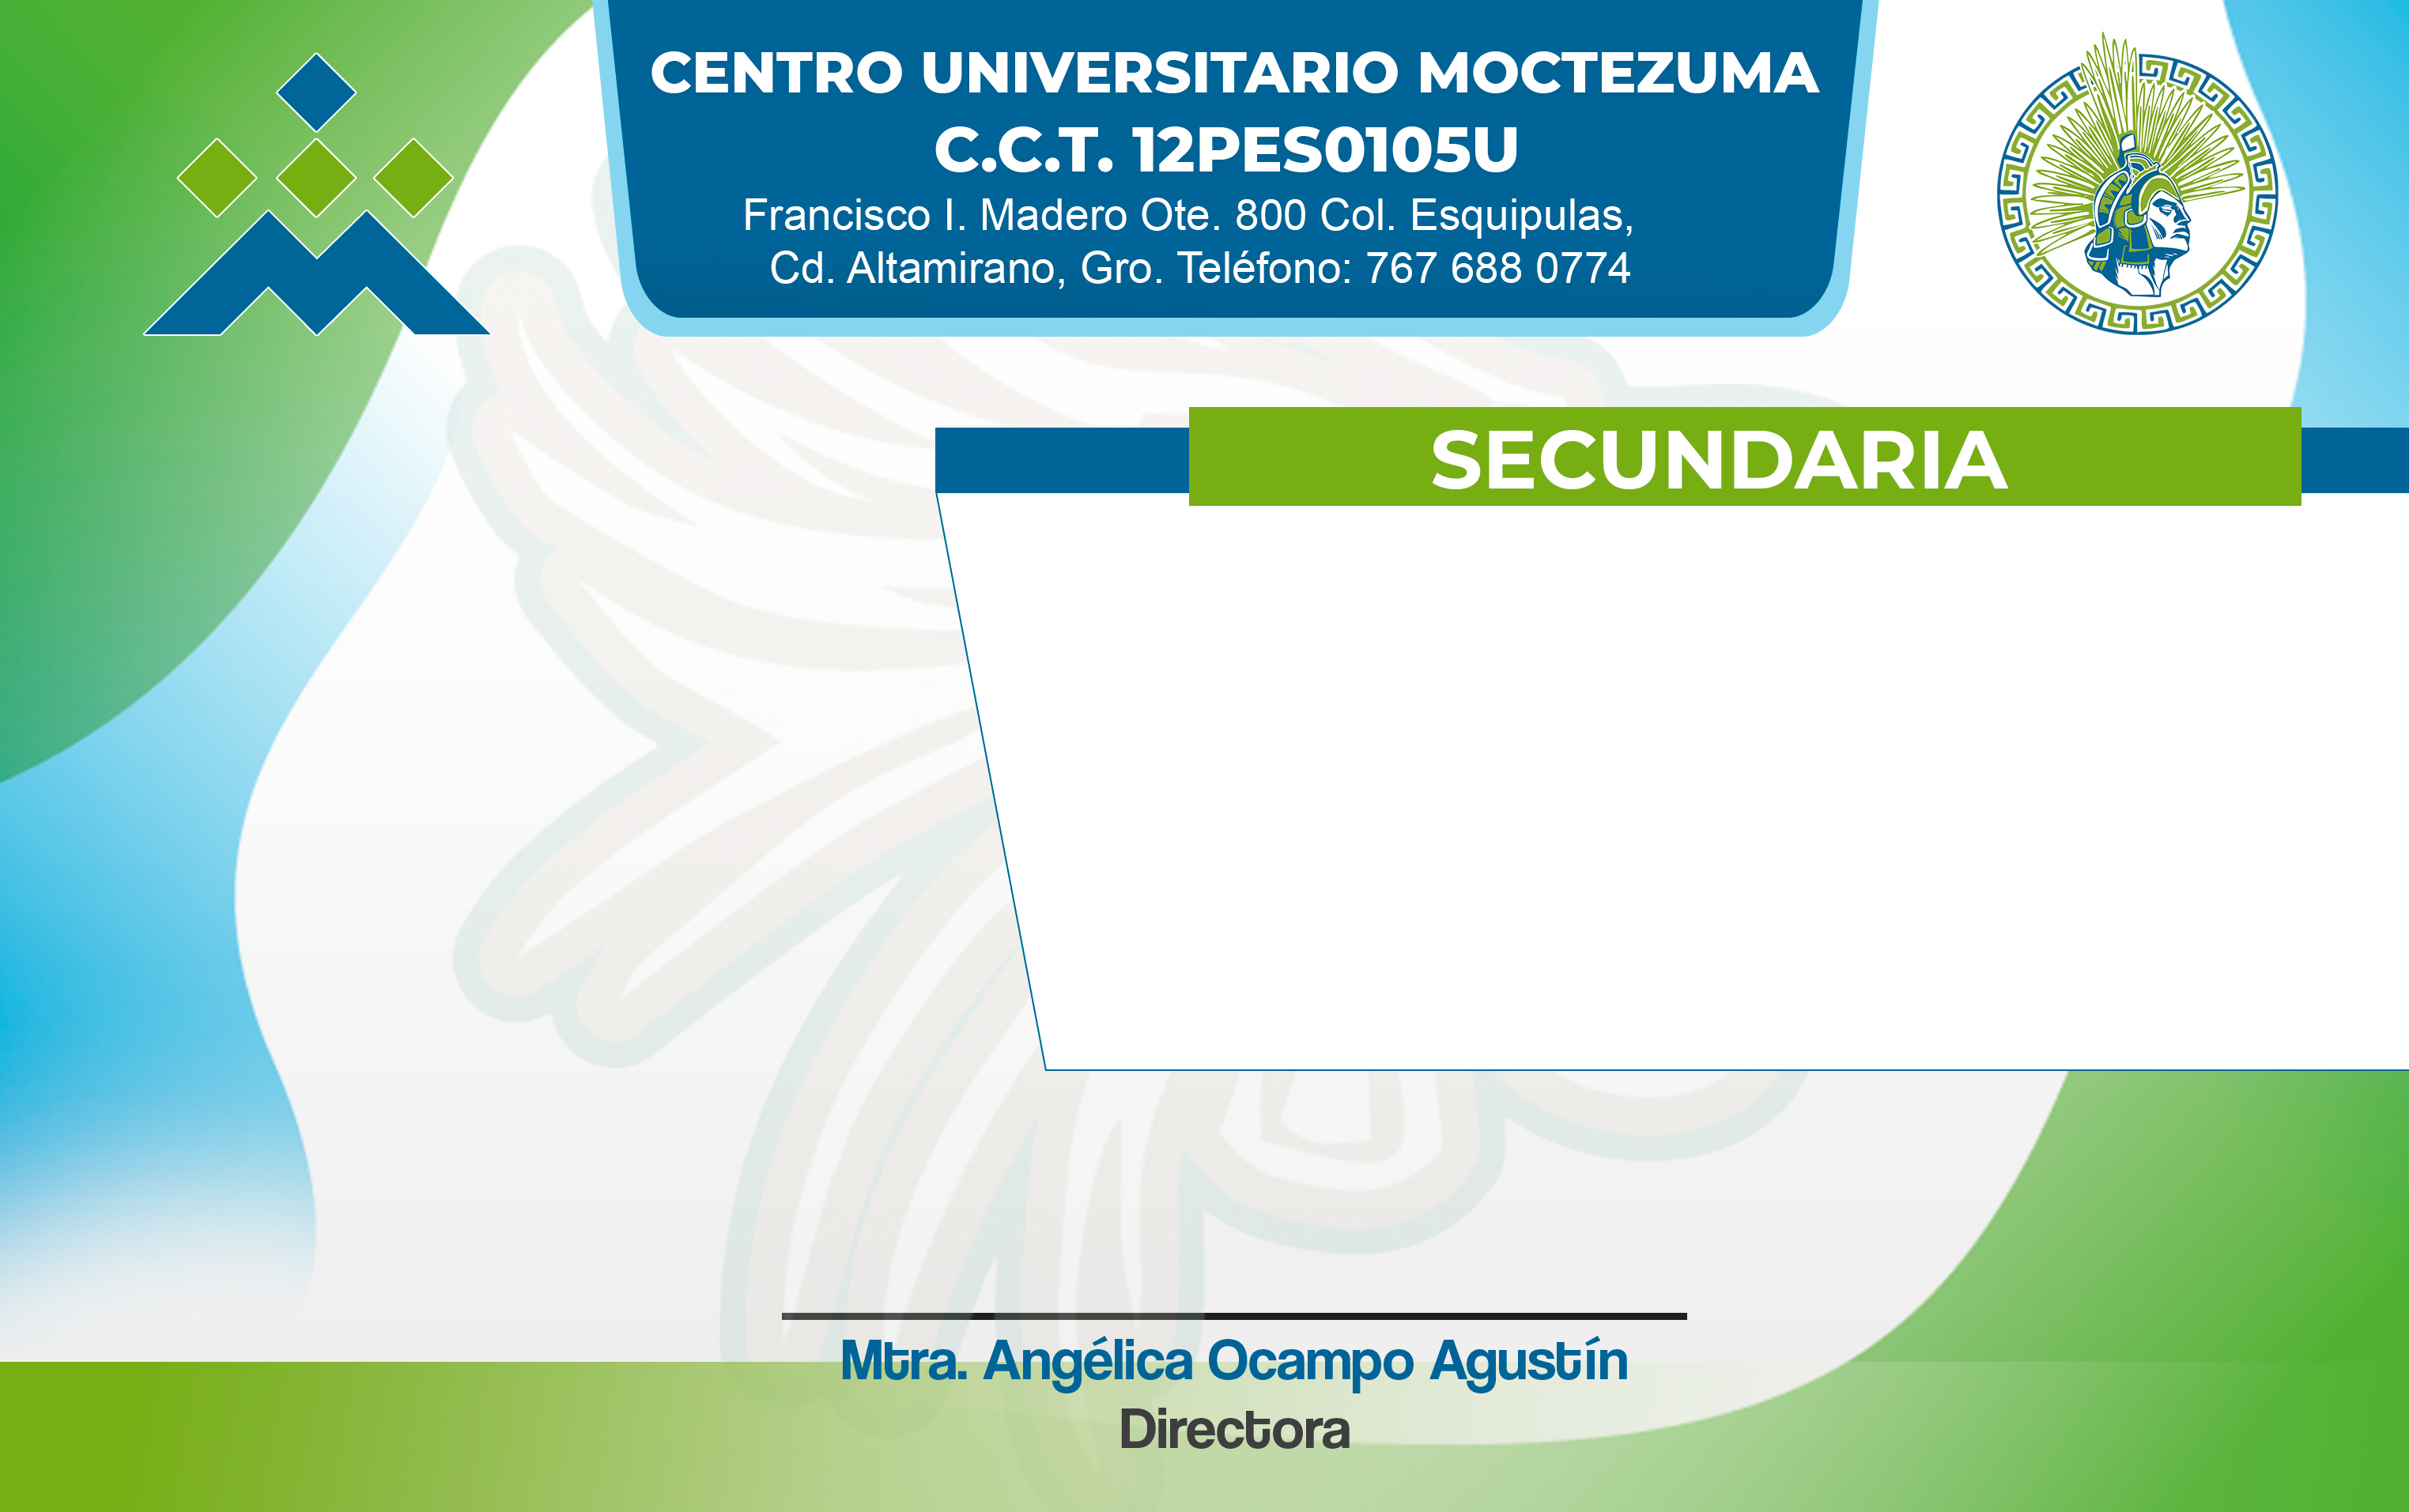 CENTRO UNIVERSITARIO MOCTEZUMA
C.C.T. 12PES0105U
Francisco I. Madero Ote. 800 Col. Esquipulas,
Cd. Altamirano, Gro. Teléfono: 767 688 0774
SECUNDARIA
Mtra. Angélica Ocampo Agustín
Directora